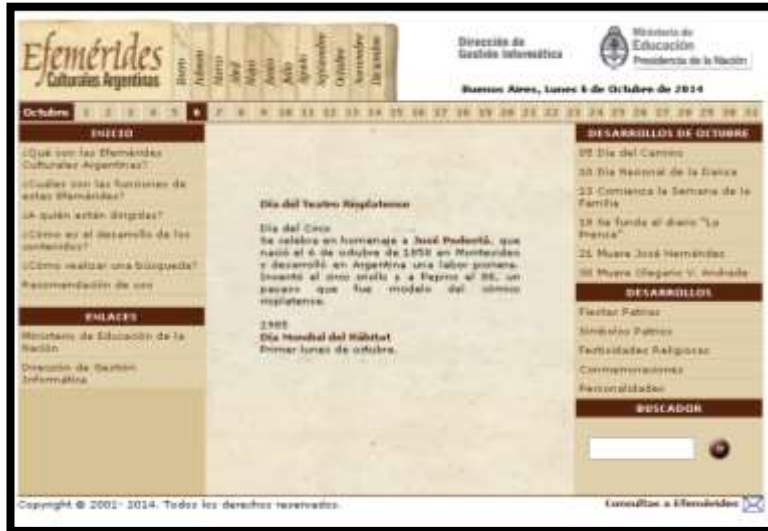 Efemérides
Culturales Argentinas
Enero
Febrero
Marzo
Abril
Mayo
Junio
Julio
Agosto
Septiembre
Octubre
Noviembre
Diciembre
Dirección de
Gestión Informática
Ministerio de
Educación
Presidencia de la Nación
Buenos Aires, Lunes 6 de Octubre de 2014
Octubre 1 2 3 4 5 6 7 8 9 10 11 12 13 14 15 16 17 18 19 20 21 22 23 24 25 26 27 28 29 30 31
INICIO
¿Qué son las Efemérides
Culturales Argentinas?
¿Cuáles son las funciones de
estas Efemérides?
¿A quién están dirigidas?
¿Cómo es el desarrollo de los
contenidos?
¿Cómo realizar una búsqueda?
Recomendación de uso
ENLACES
Ministerio de Educación de la
Nación
Dirección de Gestión
Informática
Día del Teatro Rioplatense
Día del Circo
Se celebra en homenaje a José Podestá, que
nació el 6 de octubre de 1858 en Montevideo
y desarrolló en Argentina una labor pionera.
Inventó el circo criollo y a Pepino el 88, un
payaso que fue modelo del cómico
rioplatense.
1985
Día Mundial del Hábitat
Primer lunes de octubre.
DESARROLLOS DE OCTUBRE
05 Día del Camino
10 Día Nacional de la Danza
13 Comienza la Semana de la
Familia
18 Se funda el diario "La
Prensa"
21 Muere José Hernández
30 Muere Olegario V. Andrade
DESARROLLOS
Fiestas Patrias
Símbolos Patrios
Festividades Religiosas
Conmemoraciones
Personalidades
BUSCADOR
Copyright © 2001- 2014. Todos los derechos reservados.
Consultas a Efemérides